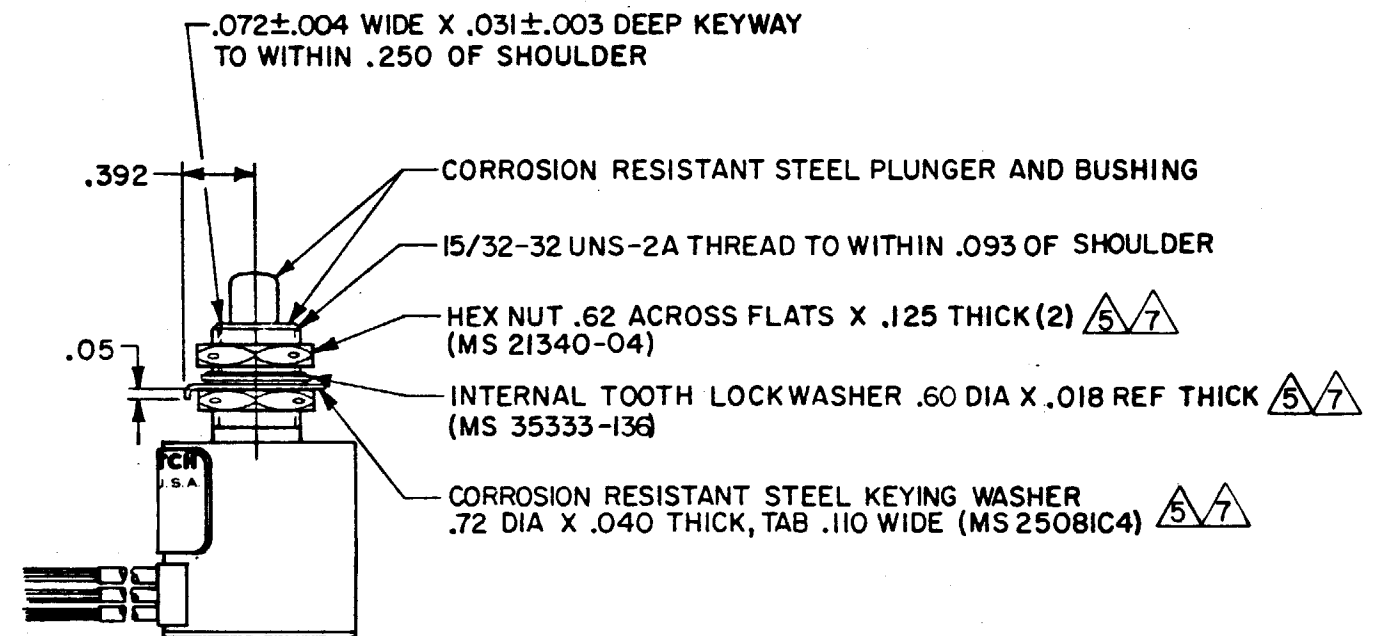 .072±.004 WIDE X .031±.003 DEEP KEYWAY
TO WITHIN .250 OF SHOULDER
.392
CORROSION RESISTANT STEEL PLUNGER AND BUSHING
15/32-32 UNS-2A THREAD TO WITHIN .093 OF SHOULDER
HEX NUT .62 ACROSS FLATS X .125 THICK (2) 5 7
(MS 21340-04)
.05
INTERNAL TOOTH LOCKWASHER .60 DIA X .018 REF THICK 5 7
(MS 35333-136)
CORROSION RESISTANT STEEL KEYING WASHER
.72 DIA X .040 THICK, TAB .110 WIDE (MS 25081C4) 5 7
TCH
U.S.A.